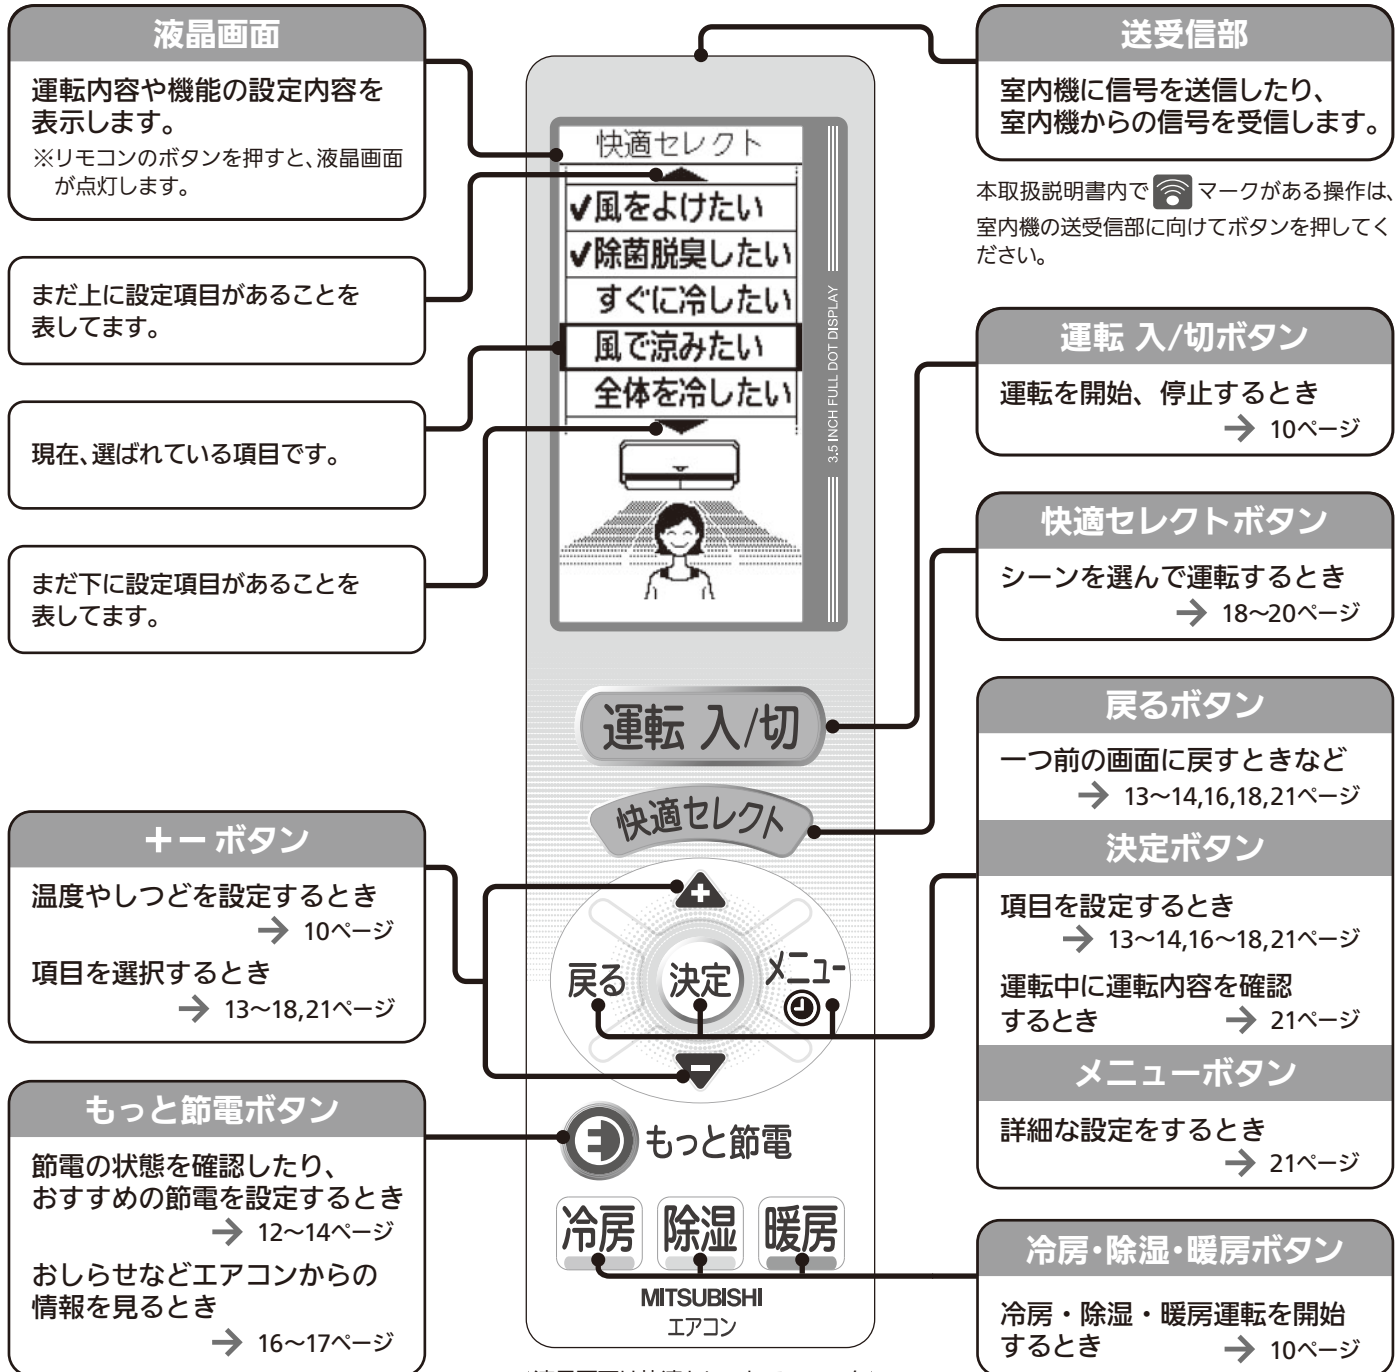 液晶画面
運転内容や機能の設定内容を
表示します。
※リモコンのボタンを押すと、液晶画面
が点灯します。
まだ上に設定項目があることを
表してます。
現在、選ばれている項目です。
まだ下に設定項目があることを
表してます。
+−ボタン
温度やしつどを設定するとき
→ 10ページ
項目を選択するとき
→ 13~18,21ページ
もっと節電ボタン
節電の状態を確認したり、
おすすめの節電を設定するとき
→ 12~14ページ
おしらせなどエアコンからの
情報を見るとき
→ 16~17ページ
快適セレクト
✓風をよけたい
✓除菌脱臭したい
すぐに冷したい
風で涼みたい
全体を冷したい
3.5 INCH FULL DOT DISPLAY
運転 入/切
快適セレクト
+
戻る
決定
メニュー
−
もっと節電
冷房
除湿
暖房
MITSUBISHI
エアコン
送受信部
室内機に信号を送信したり、
室内機からの信号を受信します。
本取扱説明書内で マークがある操作は、
室内機の送受信部に向けてボタンを押してく
ださい。
運転 入/切ボタン
運転を開始、停止するとき
→ 10ページ
快適セレクトボタン
シーンを選んで運転するとき
→ 18~20ページ
戻るボタン
一つ前の画面に戻すときなど
→ 13~14,16,18,21ページ
決定ボタン
項目を設定するとき
→ 13~14,16~18,21ページ
運転中に運転内容を確認
するとき → 21ページ
メニューボタン
詳細な設定をするとき
→ 21ページ
冷房・除湿・暖房ボタン
冷房・除湿・暖房運転を開始
するとき → 10ページ